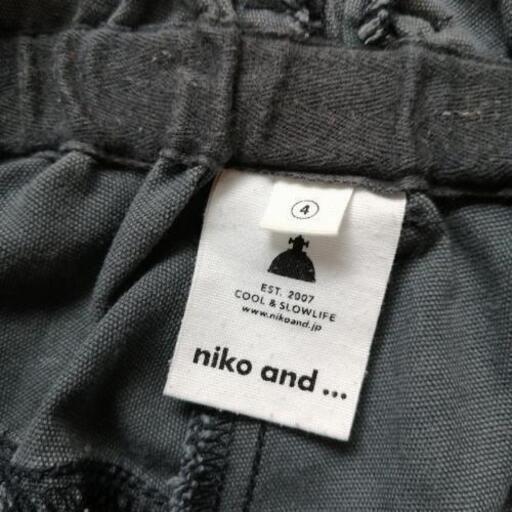 ④
EST. 2007
COOL & SLOWLIFE
www.nikoand.jp
niko and ...